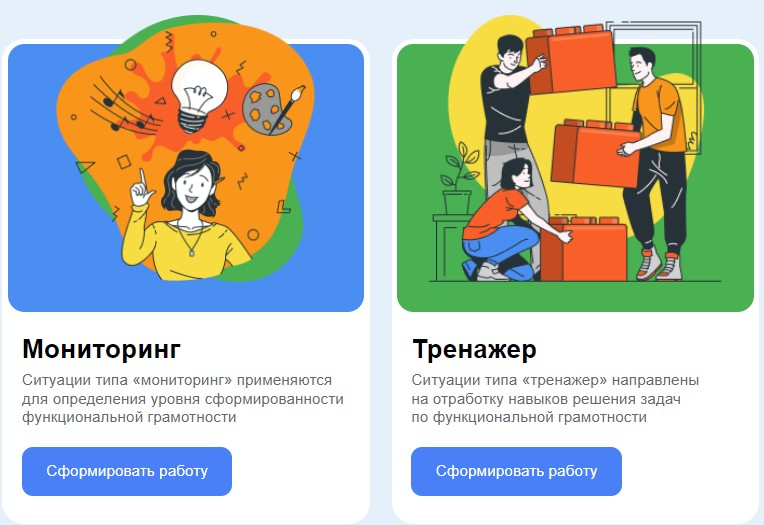 Мониторинг
Ситуации типа «мониторинг» применяются
для определения уровня сформированности
функциональной грамотности
Сформировать работу
Тренажер
Ситуации типа «тренажер» направлены
на отработку навыков решения задач
по функциональной грамотности
Сформировать работу